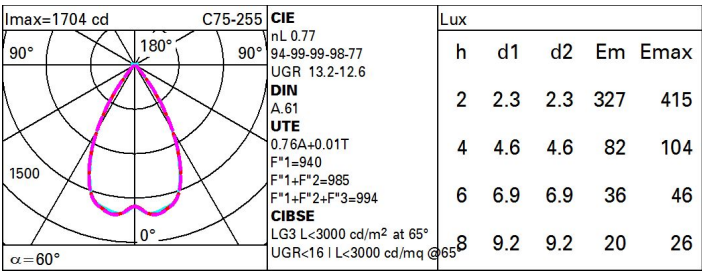 Imax=1704 cd C75-255
90° 180° 90°
1500
0°
α=60°
CIE
nL 0.77
94-99-99-98-77
UGR 13.2-12.6
DIN
A.61
UTE
0.76A+0.01T
F"1=940
F"1+F"2=985
F"1+F"2+F"3=994
CIBSE
LG3 L<3000 cd/m² at 65°
UGR<16 | L<3000 cd/mq @65°
Lux
h d1 d2 Em Emax
2 2.3 2.3 327 415
4 4.6 4.6 82 104
6 6.9 6.9 36 46
8 9.2 9.2 20 26